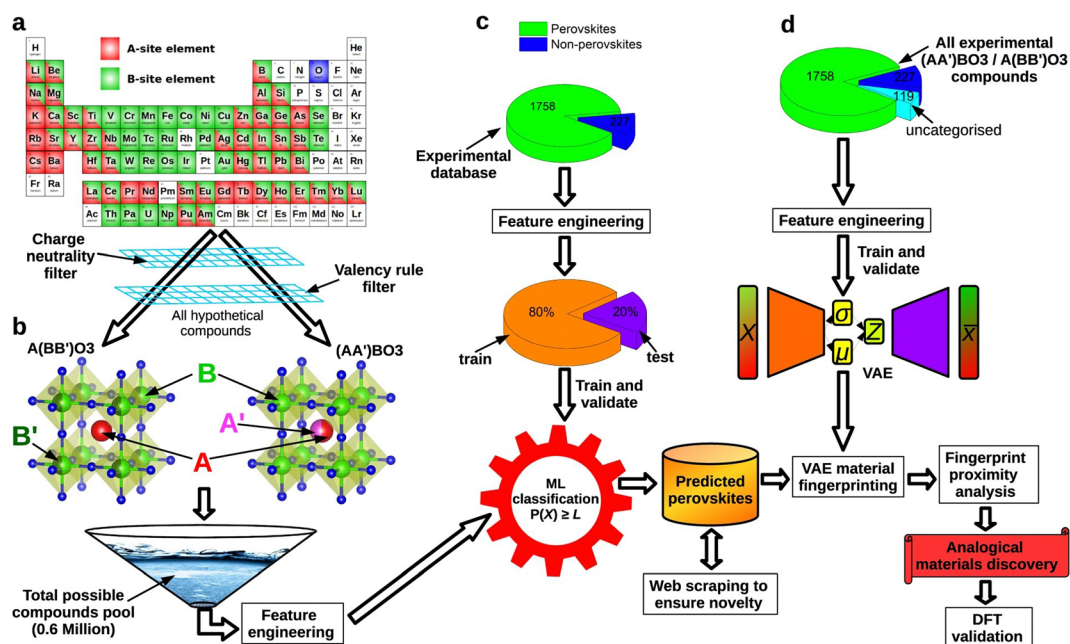 a
A-site element
B-site element
H
He
Li Be
B C N O F Ne
Na Mg
Al Si P S Cl Ar
K Ca Sc Ti V Cr Mn Fe Co Ni Cu Zn Ga Ge As Se Br Kr
Rb Sr Y Zr Nb Mo Tc Ru Rh Pd Ag Cd In Sn Sb Te I Xe
Cs Ba Hf Ta W Re Os Ir Pt Au Hg Tl Pb Bi Po At Rn
Fr Ra
La Ce Pr Nd Pm Sm Eu Gd Tb Dy Ho Er Tm Yb Lu
Ac Th Pa U Np Pu Am Cm Bk Cf Es Fm Md No Lr
Charge
neutrality
filter
Valency rule
filter
All hypothetical
compounds
b
A(BB')O3
(AA')BO3
B
B'
A'
A
Total possible
compounds pool
(0.6 Million)
Feature
engineering
c
Perovskites
Non-perovskites
1758
227
Experimental
database
Feature engineering
80%
20%
train
test
Train and
validate
ML
classification
P(X) ≥ L
Predicted
perovskites
Web scraping to
ensure novelty
d
All experimental
(AA')BO3 / A(BB')O3
compounds
1758
227
119
uncategorised
Feature engineering
Train and
validate
X
σ
μ
Z
x̅
VAE
VAE material
fingerprinting
Fingerprint
proximity
analysis
Analogical
materials discovery
DFT
validation